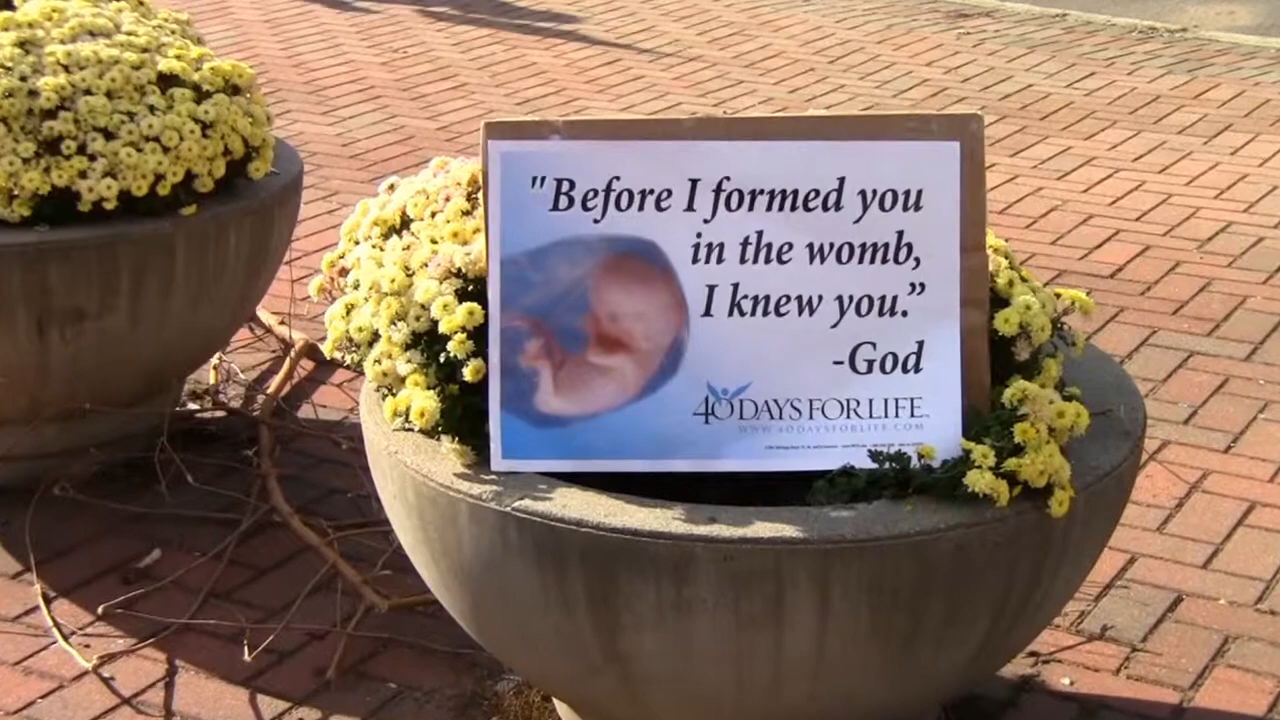 "Before I formed you
in the womb,
I knew you.”
-God
40 DAYS FOR LIFE
WWW.40DAYSFORLIFE.COM